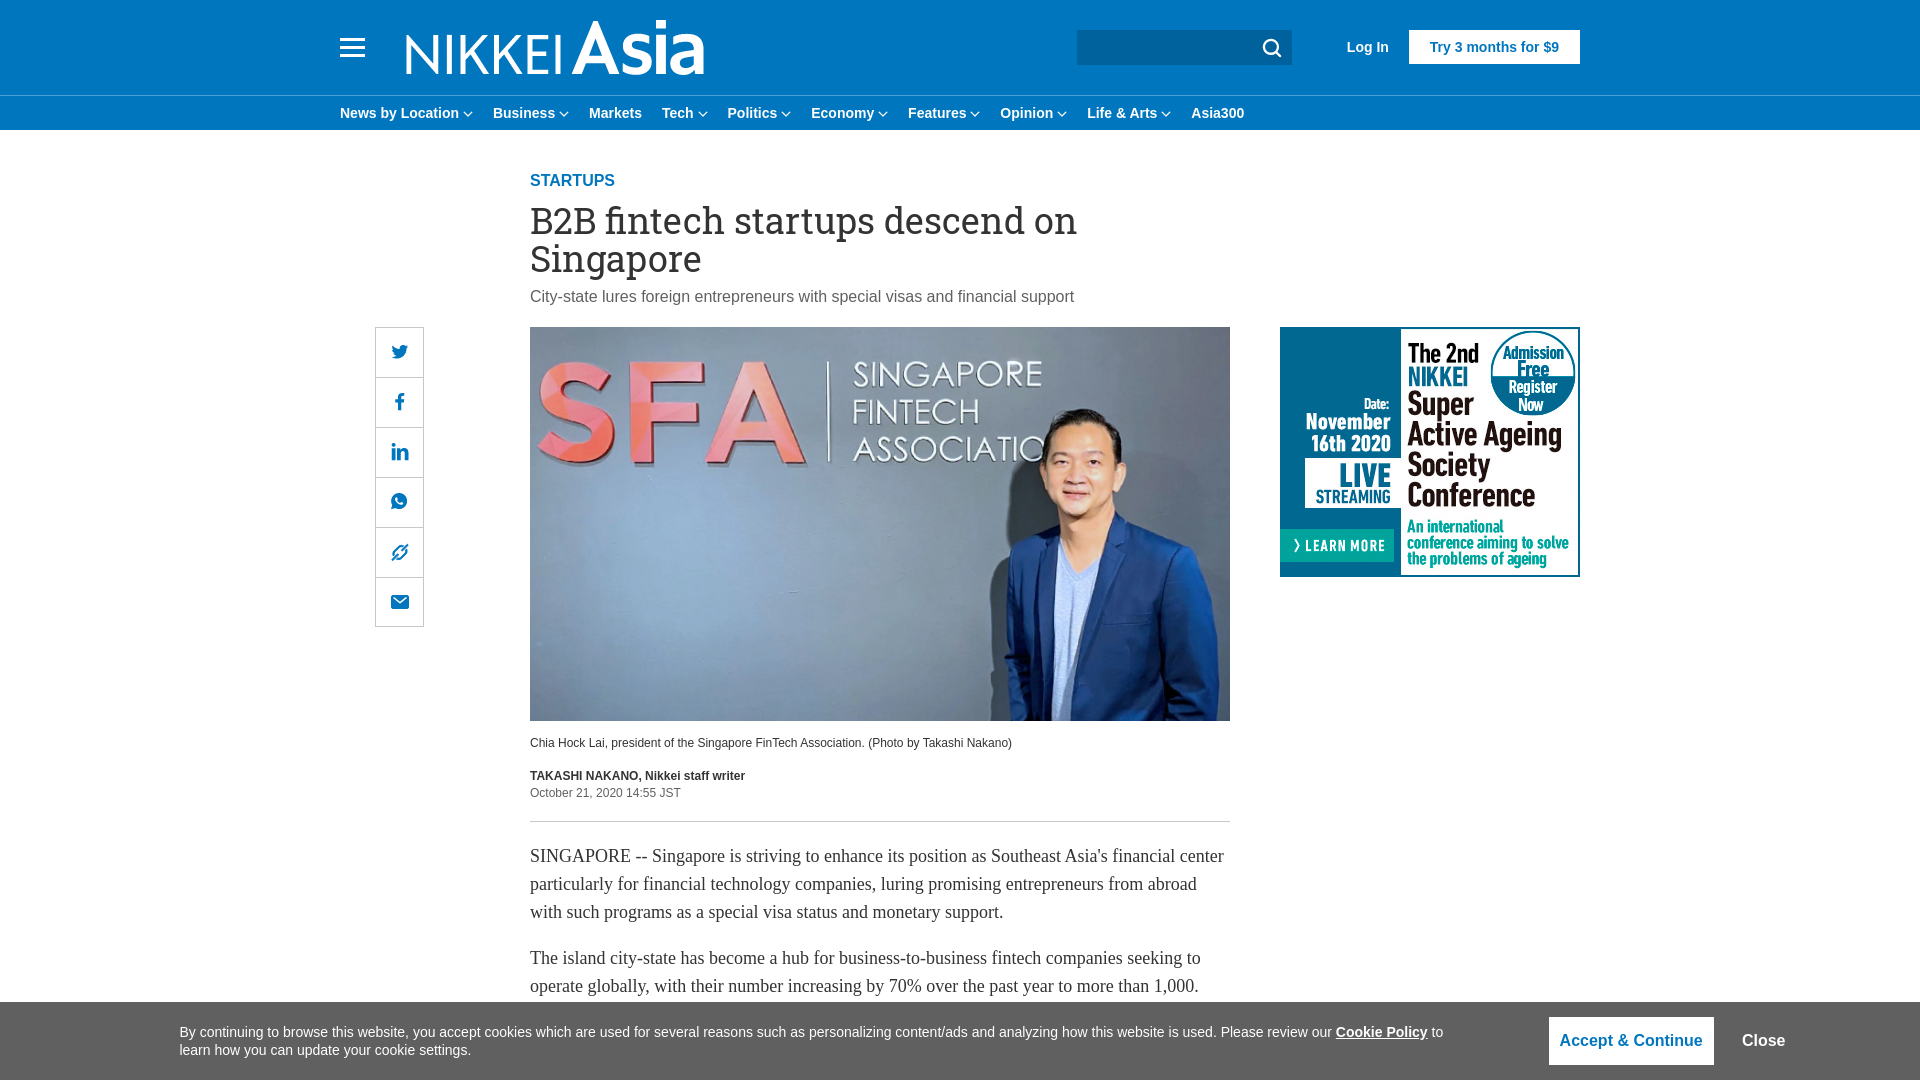 NIKKEI Asia
Log In
Try 3 months for $9
News by Location
Business
Markets
Tech
Politics
Economy
Features
Opinion
Life & Arts
Asia300
STARTUPS
B2B fintech startups descend on
Singapore
City-state lures foreign entrepreneurs with special visas and financial support
SFA
SINGAPORE
FINTECH
ASSOCIATIO
Chia Hock Lai, president of the Singapore FinTech Association. (Photo by Takashi Nakano)
TAKASHI NAKANO, Nikkei staff writer
October 21, 2020 14:55 JST
SINGAPORE -- Singapore is striving to enhance its position as Southeast Asia's financial center
particularly for financial technology companies, luring promising entrepreneurs from abroad
with such programs as a special visa status and monetary support.
The island city-state has become a hub for business-to-business fintech companies seeking to
operate globally, with their number increasing by 70% over the past year to more than 1,000.
Date:
November
16th 2020
LIVE
STREAMING
LEARN MORE
The 2nd
NIKKEI
Super
Active Ageing
Society
Conference
Admission
Free
Register
Now
An international
conference aiming to solve
the problems of ageing
By continuing to browse this website, you accept cookies which are used for several reasons such as personalizing content/ads and analyzing how this website is used. Please review our Cookie Policy to
learn how you can update your cookie settings.
Accept & Continue
Close